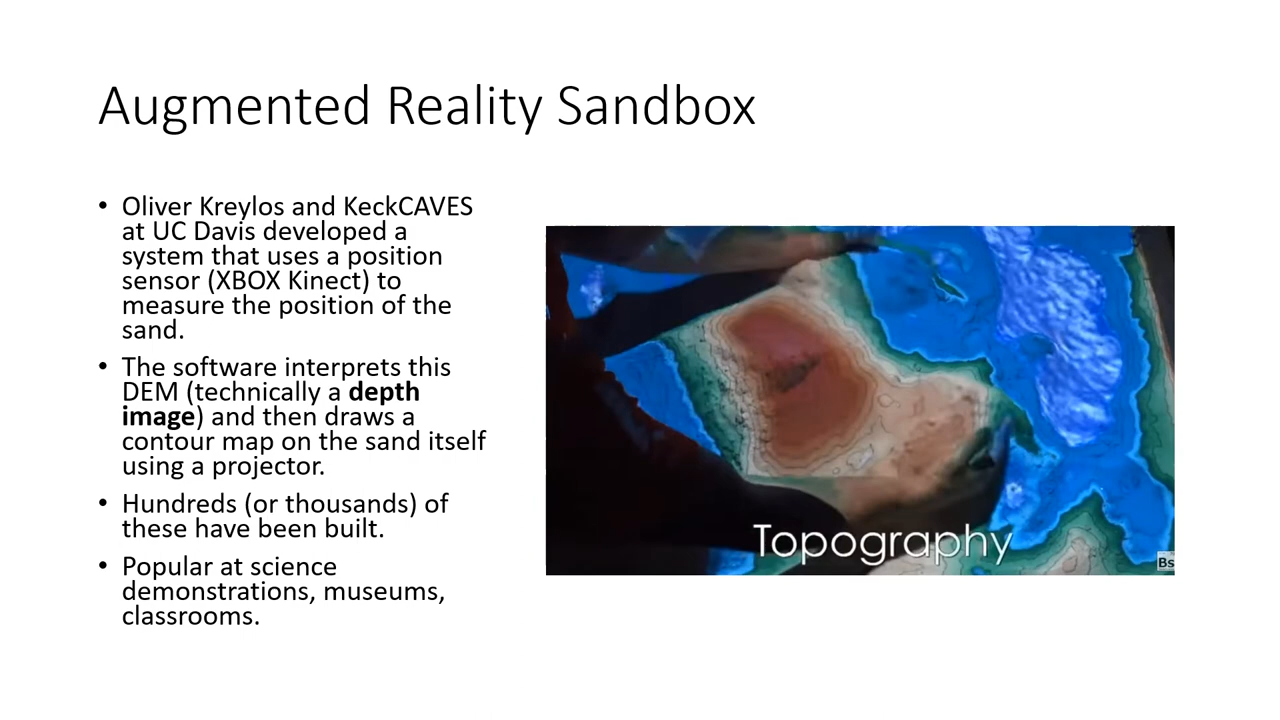 Augmented Reality Sandbox
• Oliver Kreylos and KeckCAVES
at UC Davis developed a
system that uses a position
sensor (XBOX Kinect) to
measure the position of the
sand.
• The software interprets this
DEM (technically a depth
image) and then draws a
contour map on the sand itself
using a projector.
• Hundreds (or thousands) of
these have been built.
• Popular at science
demonstrations, museums,
classrooms.
Topography
Bs